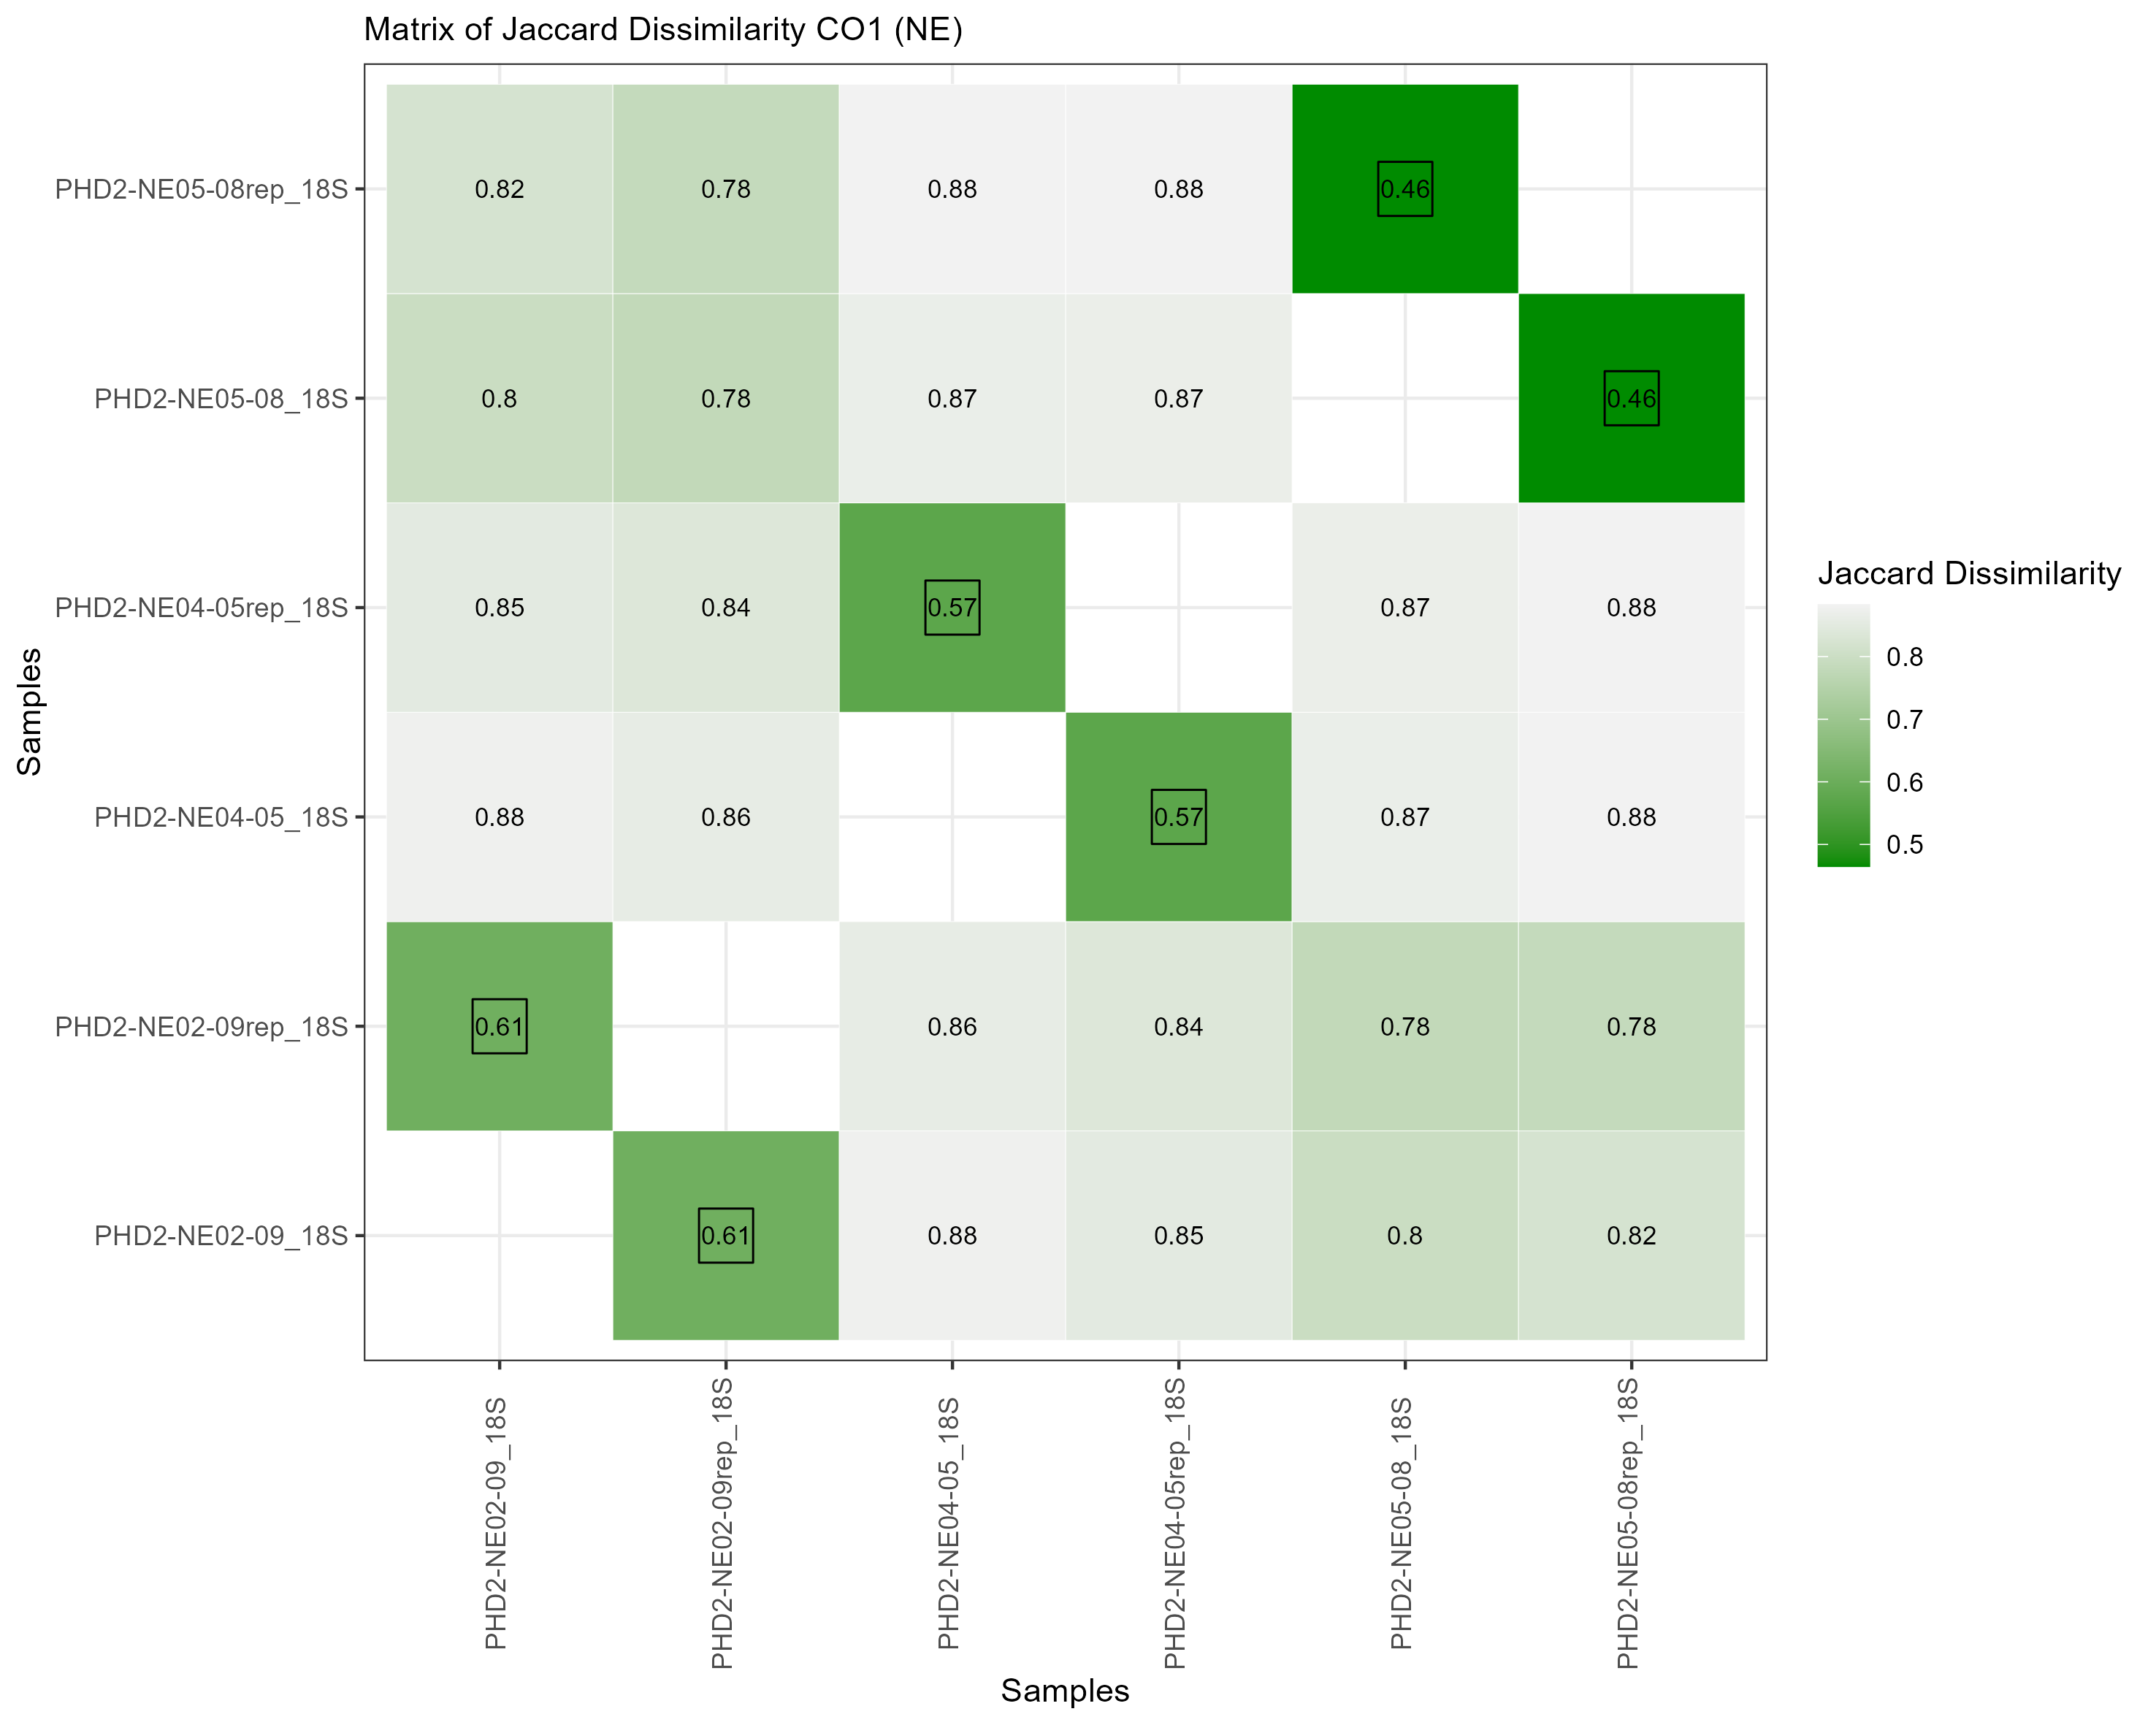 Matrix of Jaccard Dissimilarity CO1 (NE)
PHD2-NE05-08rep_18S 0.82 0.78 0.88 0.88 0.46
PHD2-NE05-08_18S 0.8 0.78 0.87 0.87 0.46
PHD2-NE04-05rep_18S 0.85 0.84 0.57 0.87 0.88
PHD2-NE04-05_18S 0.88 0.86 0.57 0.87 0.88
PHD2-NE02-09rep_18S 0.61 0.86 0.84 0.78 0.78
PHD2-NE02-09_18S 0.61 0.88 0.85 0.8 0.82
Samples
PHD2-NE02-09_18S
PHD2-NE02-09rep_18S
PHD2-NE04-05_18S
PHD2-NE04-05rep_18S
PHD2-NE05-08_18S
PHD2-NE05-08rep_18S
Samples
Jaccard Dissimilarity
0.8
0.7
0.6
0.5